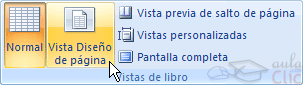 Normal
Vista Diseño
de página
Vista previa de salto de página
Vistas personalizadas
Pantalla completa
Vistas de libro
aula
Clic